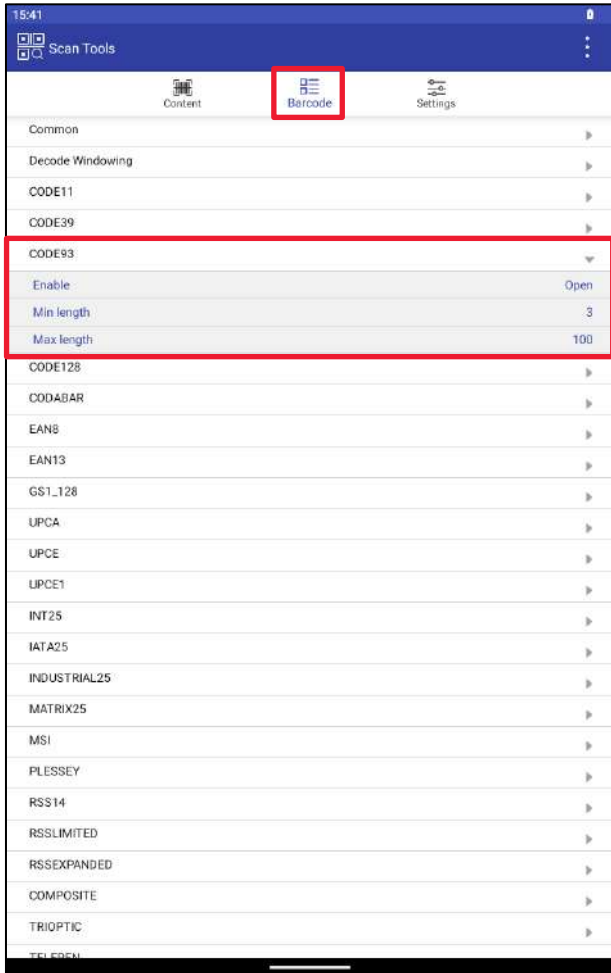 15:41
Scan Tools
Content Barcode Settings
Common
Decode Windowing
CODE11
CODE39
CODE93
Enable Open
Min length 3
Max length 100
CODE128
CODABAR
EAN8
EAN13
GS1_128
UPCA
UPCE
UPCE1
INT25
IATA25
INDUSTRIAL25
MATRIX25
MSI
PLESSEY
RSS14
RSSLIMITED
RSSEXPANDED
COMPOSITE
TRIOPTIC